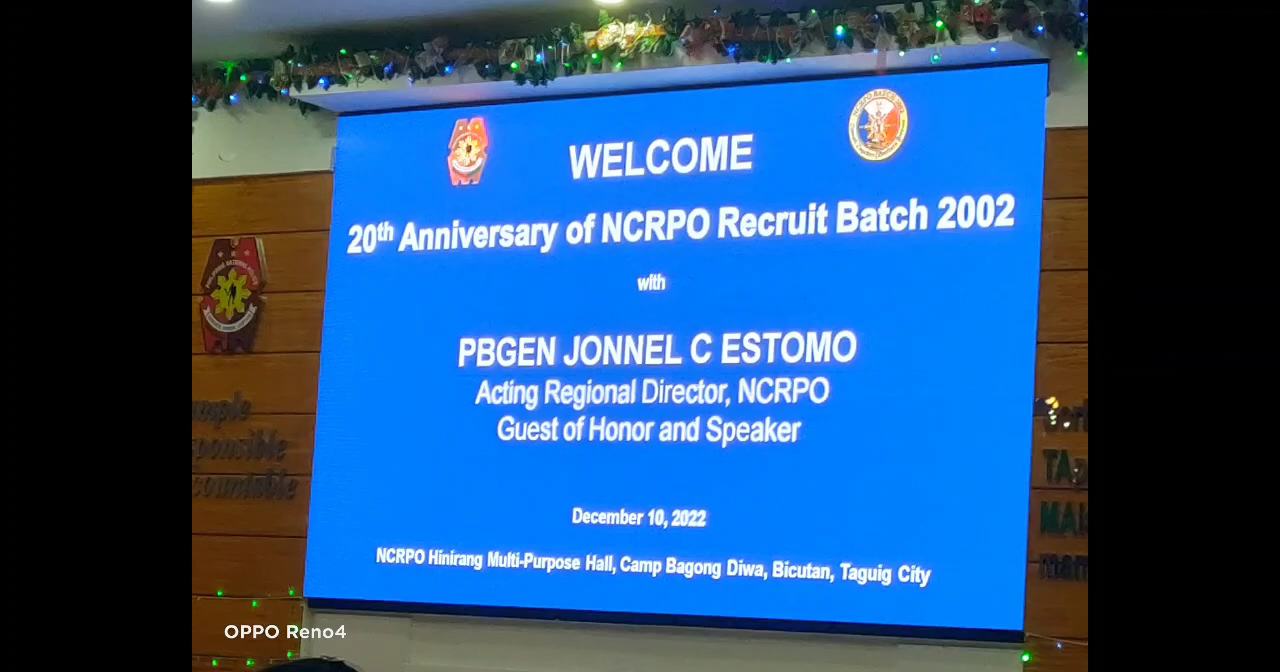 WELCOME
20th Anniversary of NCRPO Recruit Batch 2002
with
PBGEN JONNEL C ESTOMO
Acting Regional Director, NCRPO
Guest of Honor and Speaker
December 10, 2022
NCRPO Hinirang Multi-Purpose Hall, Camp Bagong Diwa, Bicutan, Taguig City
OPPO Reno4